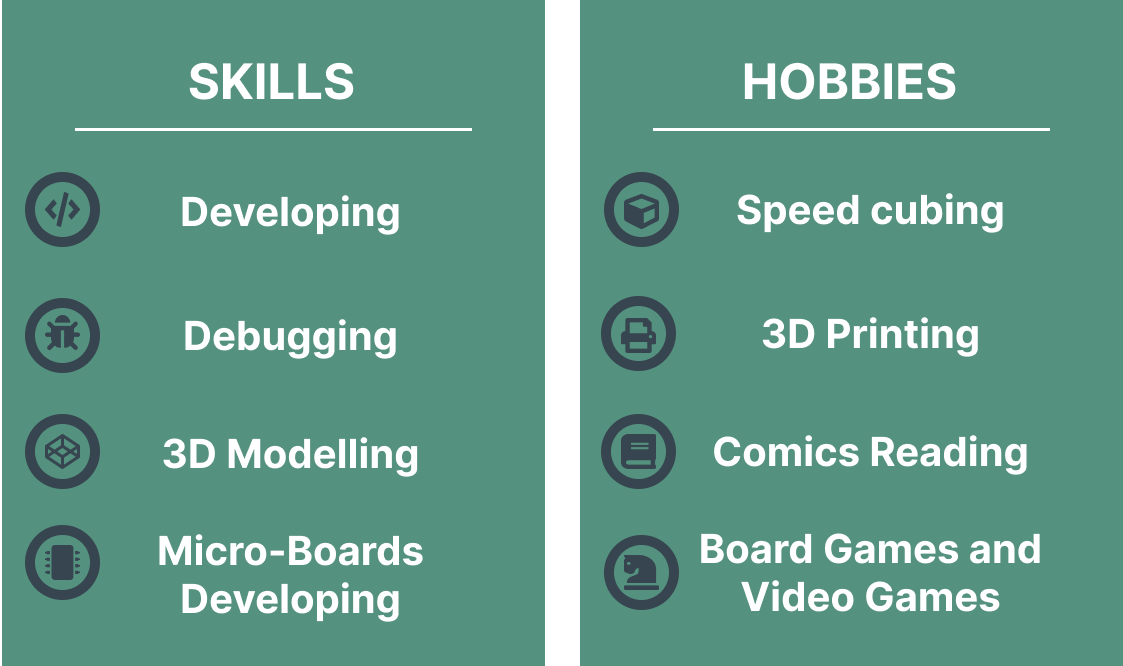 SKILLS
Developing
Debugging
3D Modelling
Micro-Boards
Developing
HOBBIES
Speed cubing
3D Printing
Comics Reading
Board Games and
Video Games